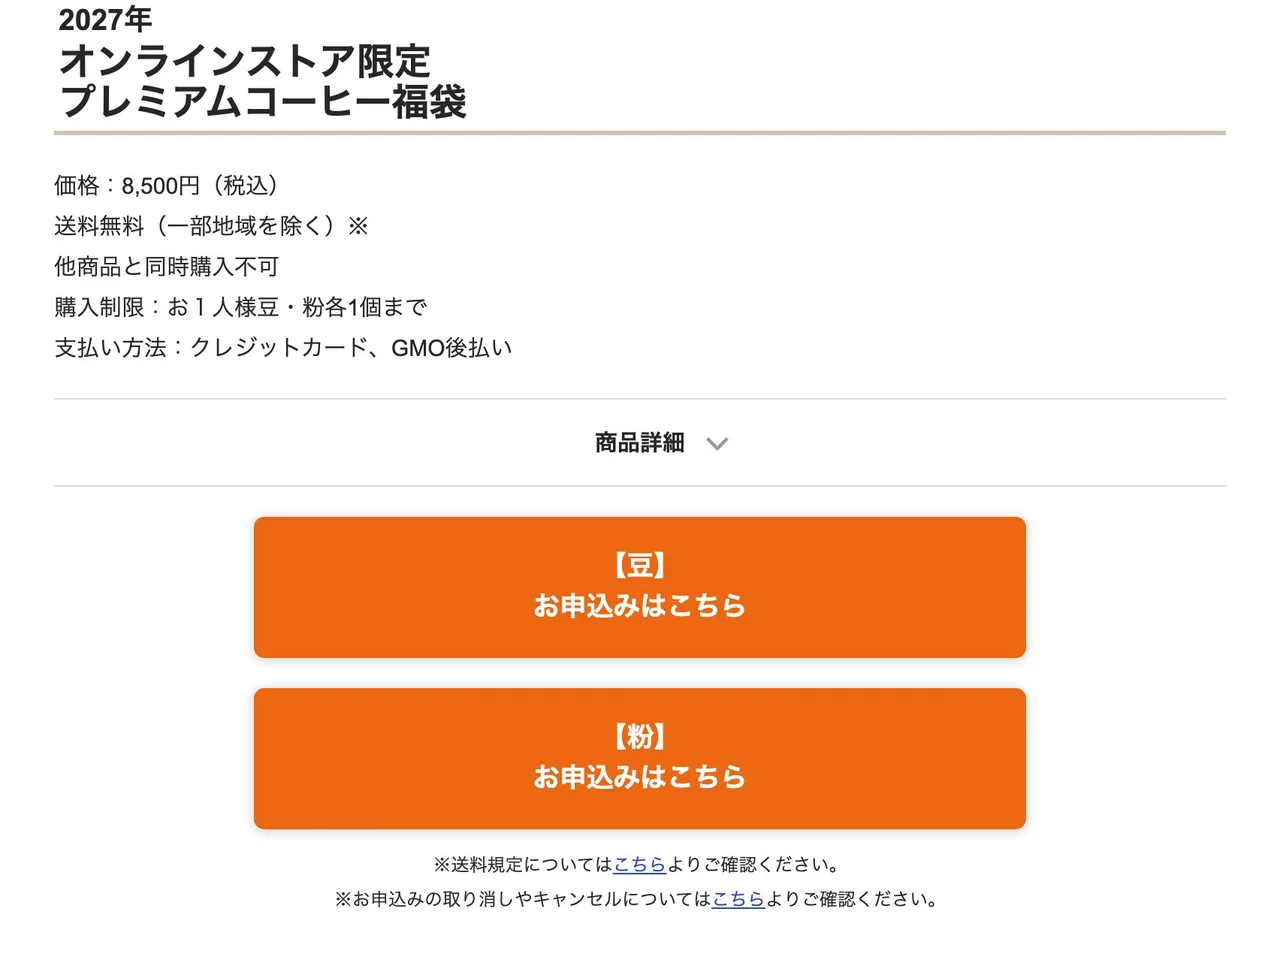 2027年
オンラインストア限定
プレミアムコーヒー福袋
価格：8,500円（税込）
送料無料（一部地域を除く）※
他商品と同時購入不可
購入制限：お１人様豆・粉各1個まで
支払い方法：クレジットカード、GMO後払い
商品詳細
【豆】
お申込みはこちら
【粉】
お申込みはこちら
※送料規定についてはこちらよりご確認ください。
※お申込みの取り消しやキャンセルについてはこちらよりご確認ください。